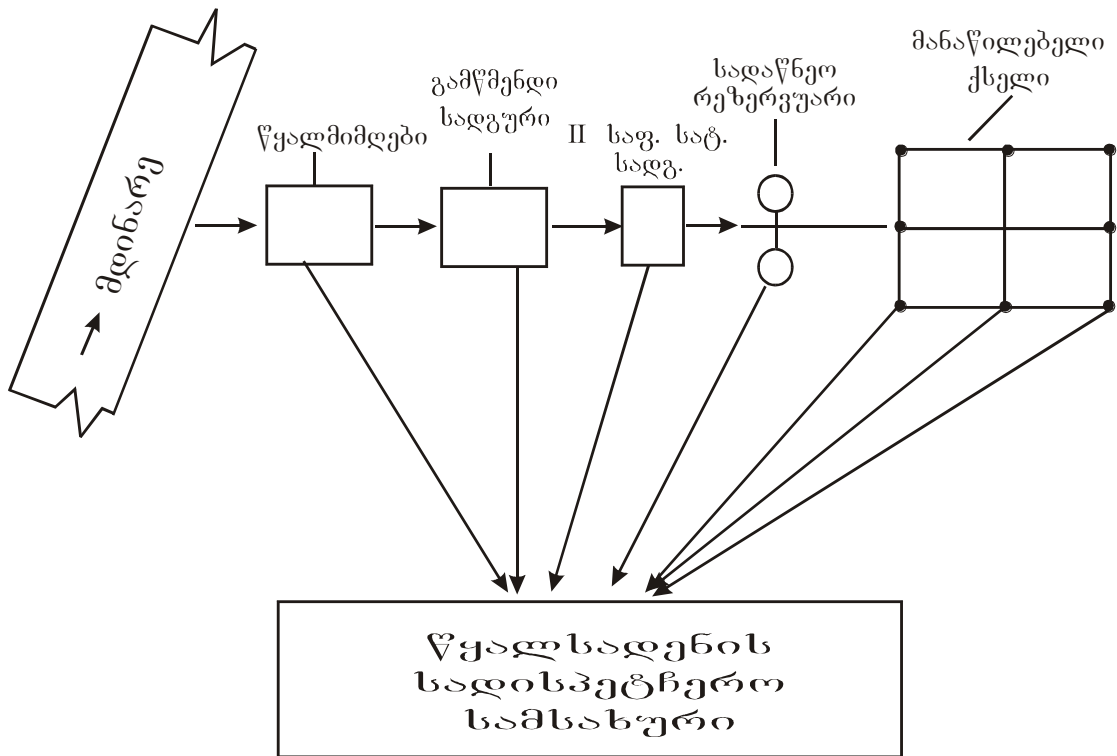 მანაწილებელი
ქსელი
სადაწნეო
რეზერვუარი
გამწმენდი
სადგური
II საფ. სატ.
სადგ.
წყალმიმღები
მდინარე
წყალსადენის
სადისპეტჩერო
სამსახური